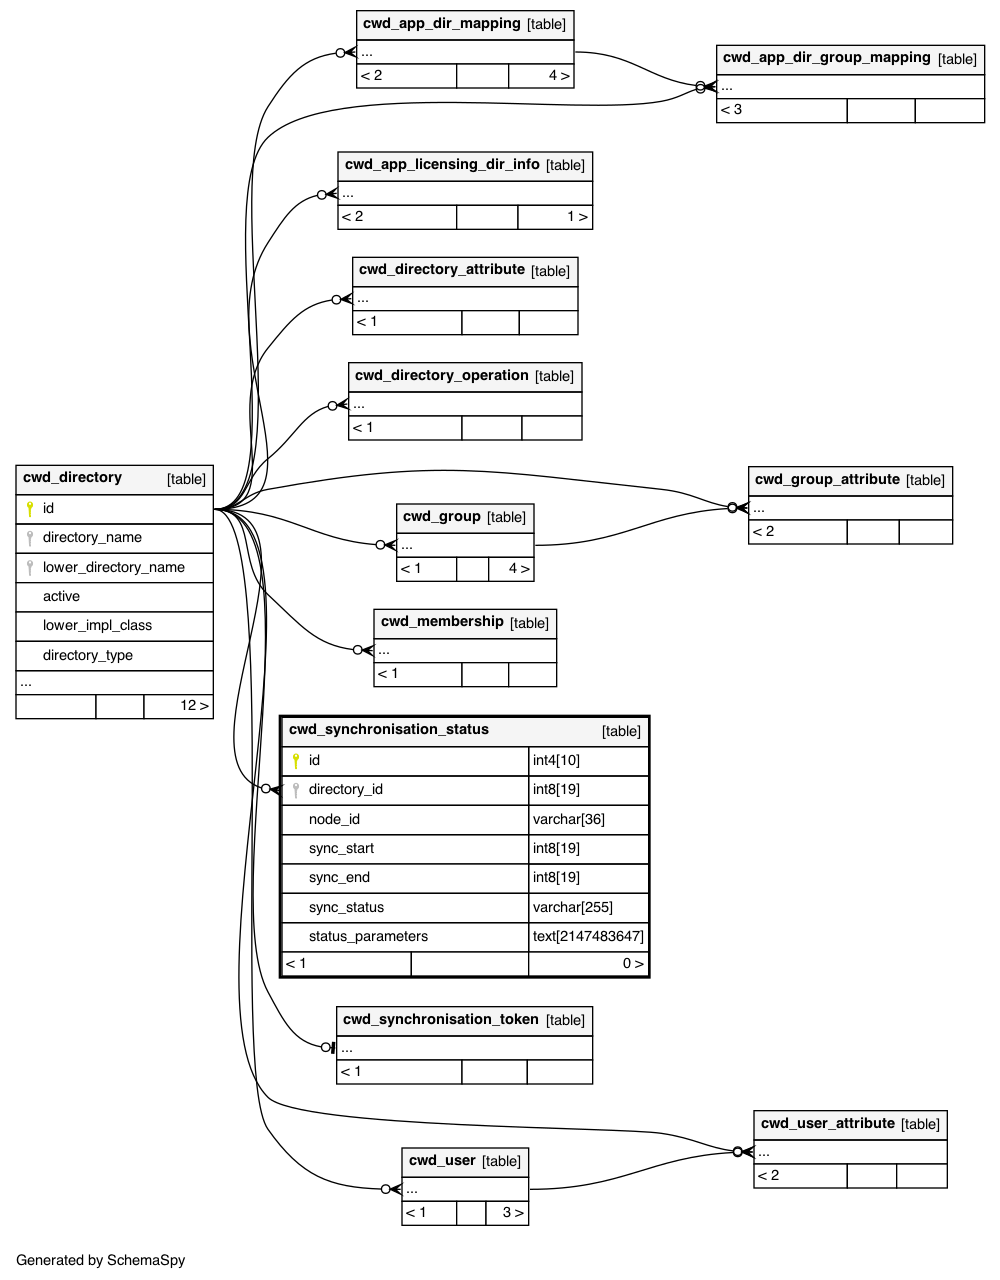 cwd_app_dir_mapping [table]
...
< 2 4 >
cwd_app_dir_group_mapping [table]
...
< 3
cwd_app_licensing_dir_info [table]
...
< 2 1 >
cwd_directory_attribute [table]
...
< 1
cwd_directory_operation [table]
...
< 1
cwd_directory [table]
id
directory_name
lower_directory_name
active
lower_impl_class
directory_type
...
12 >
cwd_group_attribute [table]
...
< 2
cwd_group [table]
...
< 1 4 >
cwd_membership [table]
...
< 1
cwd_synchronisation_status [table]
id int4[10]
directory_id int8[19]
node_id varchar[36]
sync_start int8[19]
sync_end int8[19]
sync_status varchar[255]
status_parameters text[2147483647]
< 1 0 >
cwd_synchronisation_token [table]
...
< 1
cwd_user_attribute [table]
...
< 2
cwd_user [table]
...
< 1 3 >
Generated by SchemaSpy